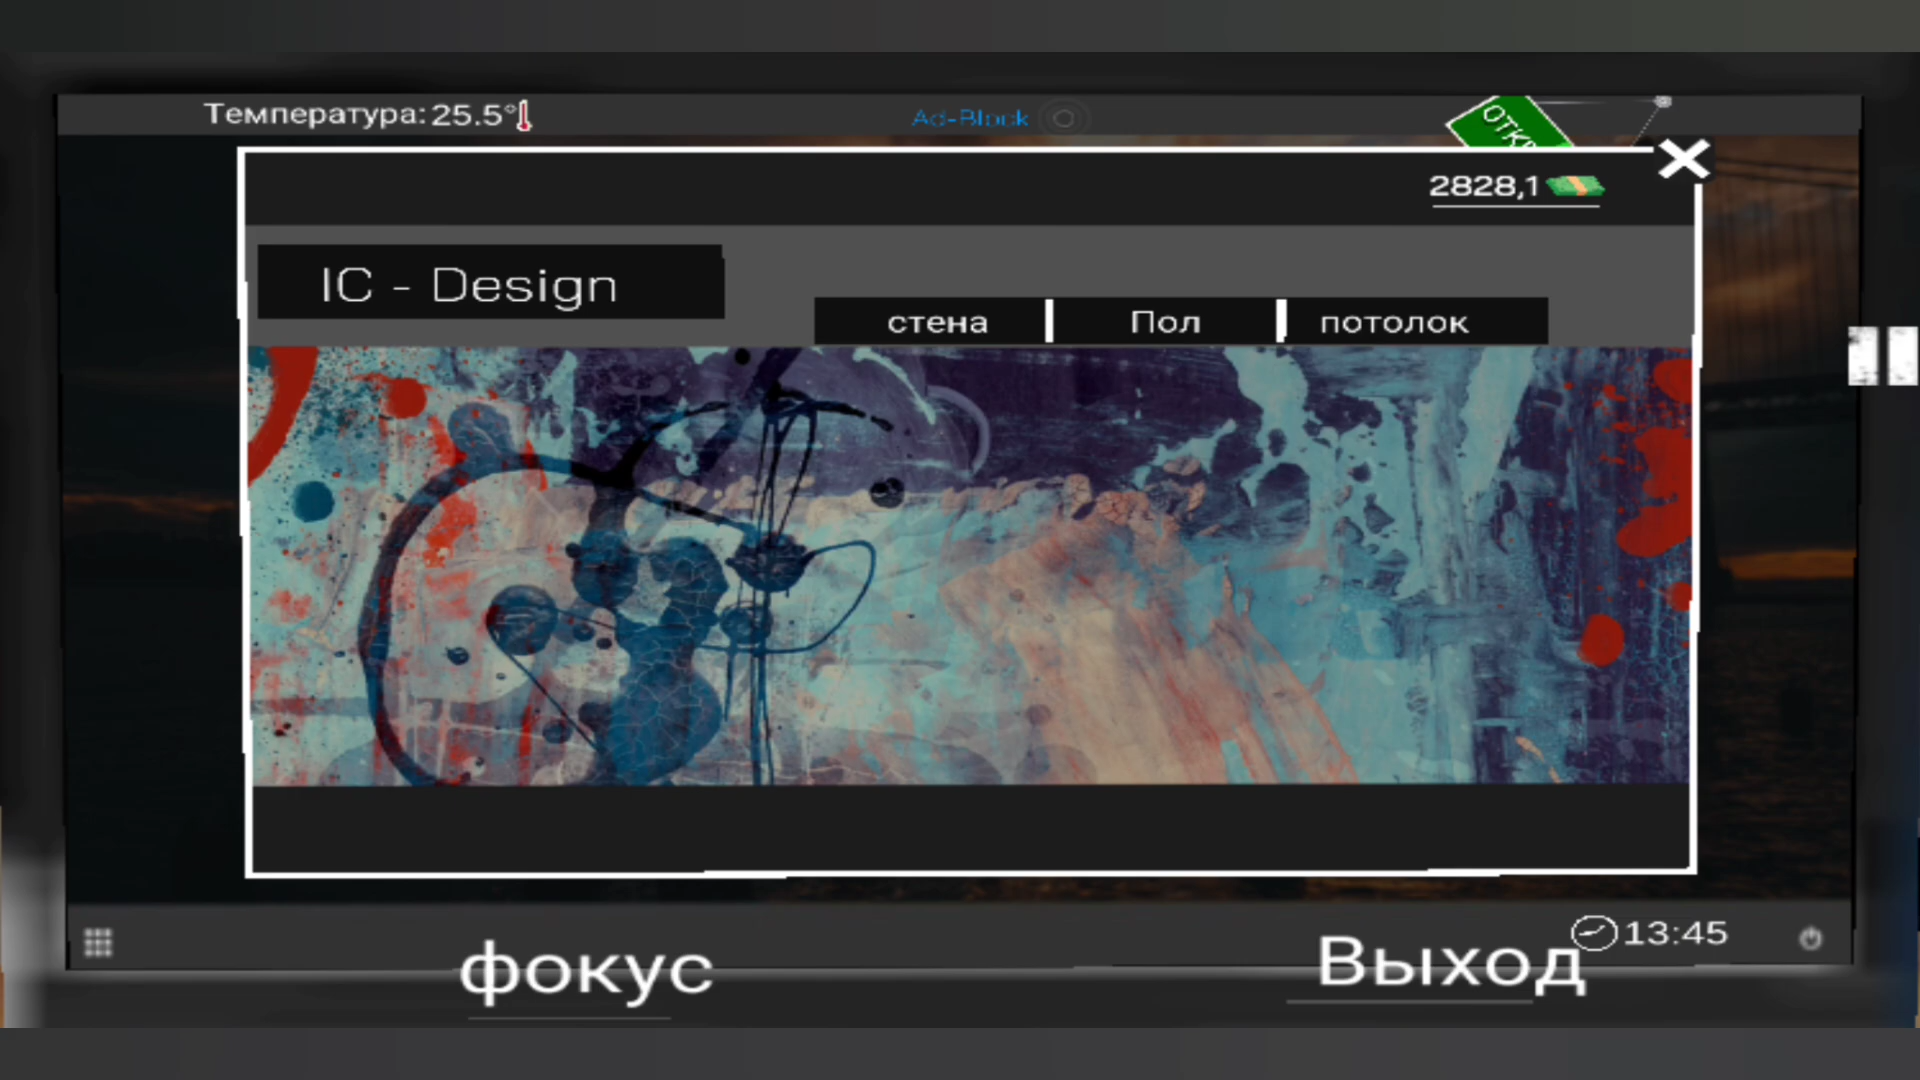 Температура: 25.5°
Ad-Block
2828,1
IC - Design
стена
Пол
потолок
13:45
фокус
Выход